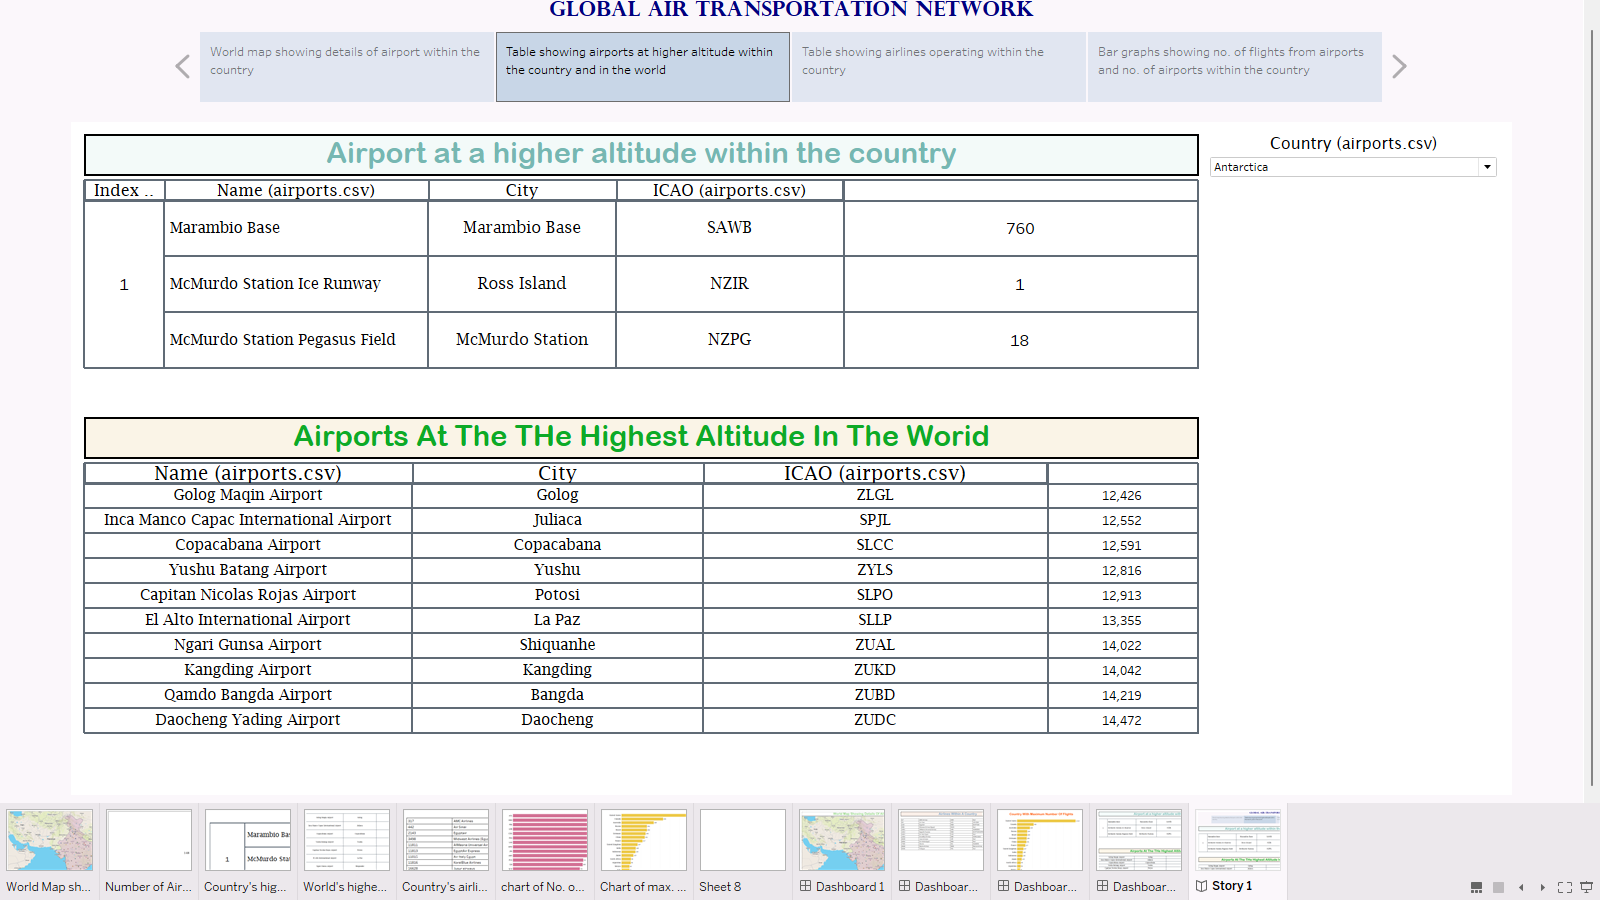 GLOBAL AIR TRANSPORTATION NETWORK
World map showing details of airport within the country
Table showing airports at higher altitude within the country and in the world
Table showing airlines operating within the country
Bar graphs showing no. of flights from airports and no. of airports within the country
Airport at a higher altitude within the country
Country (airports.csv)
Antarctica
Index .. Name (airports.csv) City ICAO (airports.csv)
1
Marambio Base Marambio Base SAWB 760
McMurdo Station Ice Runway Ross Island NZIR 1
McMurdo Station Pegasus Field McMurdo Station NZPG 18
Airports At The THe Highest Altitude In The Worid
Name (airports.csv) City ICAO (airports.csv)
Golog Maqin Airport Golog ZLGL 12,426
Inca Manco Capac International Airport Juliaca SPJL 12,552
Copacabana Airport Copacabana SLCC 12,591
Yushu Batang Airport Yushu ZYLS 12,816
Capitan Nicolas Rojas Airport Potosi SLPO 12,913
El Alto International Airport La Paz SLLP 13,355
Ngari Gunsa Airport Shiquanhe ZUAL 14,022
Kangding Airport Kangding ZUKD 14,042
Qamdo Bangda Airport Bangda ZUBD 14,219
Daocheng Yading Airport Daocheng ZUDC 14,472
Marambio Bas
1 McMurdo Sta
World Map sh...
Number of Air...
Country's hig...
World's highe...
Country's airli...
chart of No. o...
Chart of max. ...
Sheet 8
Dashboard 1
Dashboar...
Dashboar...
Dashboar...
Story 1